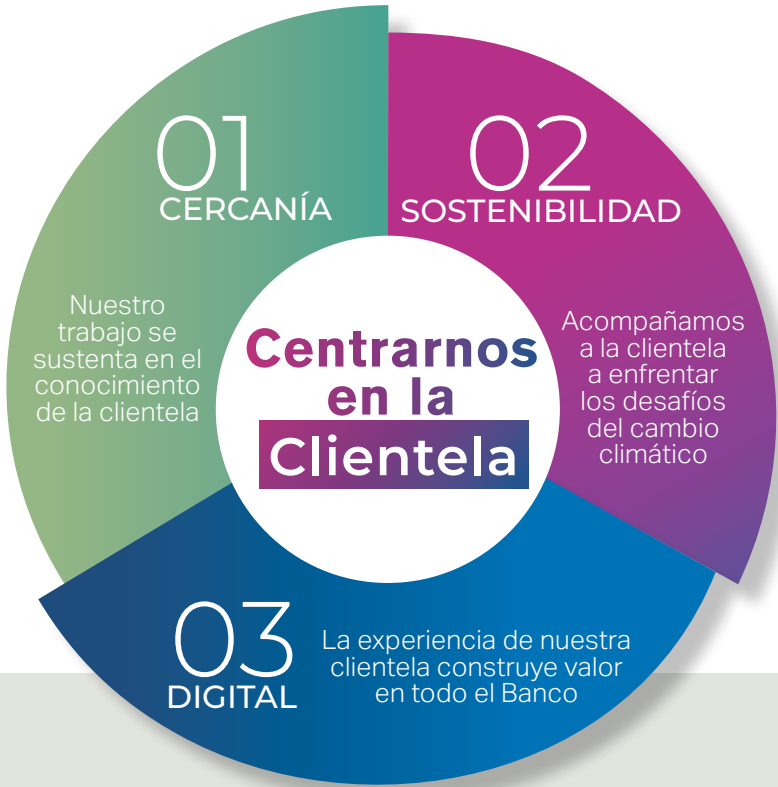 01
CERCANÍA
Nuestro
trabajo se
sustenta en el
conocimiento
de la clientela
02
SOSTENIBILIDAD
Acompañamos
a la clientela
a enfrentar
los desafíos
del cambio
climático
Centrarnos
en la
Clientela
03
DIGITAL
La experiencia de nuestra
clientela construye valor
en todo el Banco